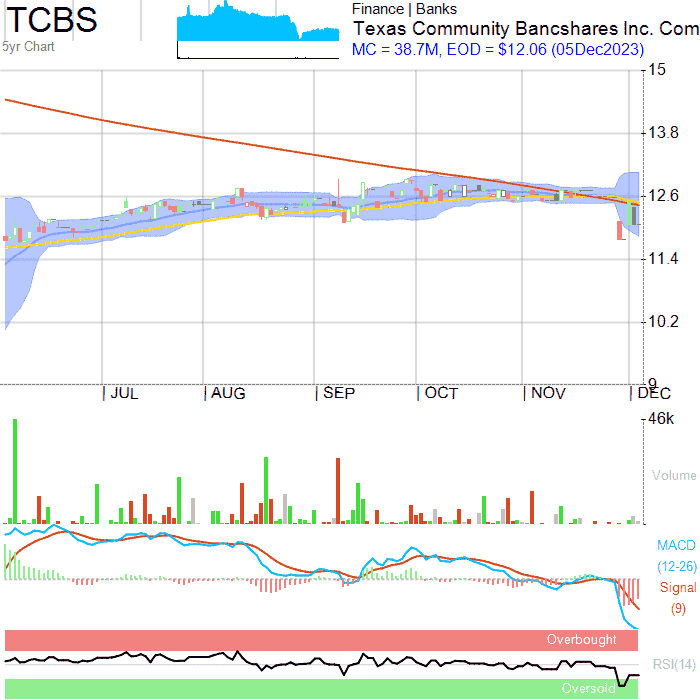 TCBS
5yr Chart
Finance | Banks
Texas Community Bancshares Inc. Com
MC = 38.7M, EOD = $12.06 (05Dec2023)
15
13.8
12.6
11.4
10.2
9
JUL AUG SEP OCT NOV DEC
46k
Volume
MACD
(12-26)
Signal
(9)
Overbought
RSI(14)
Oversold